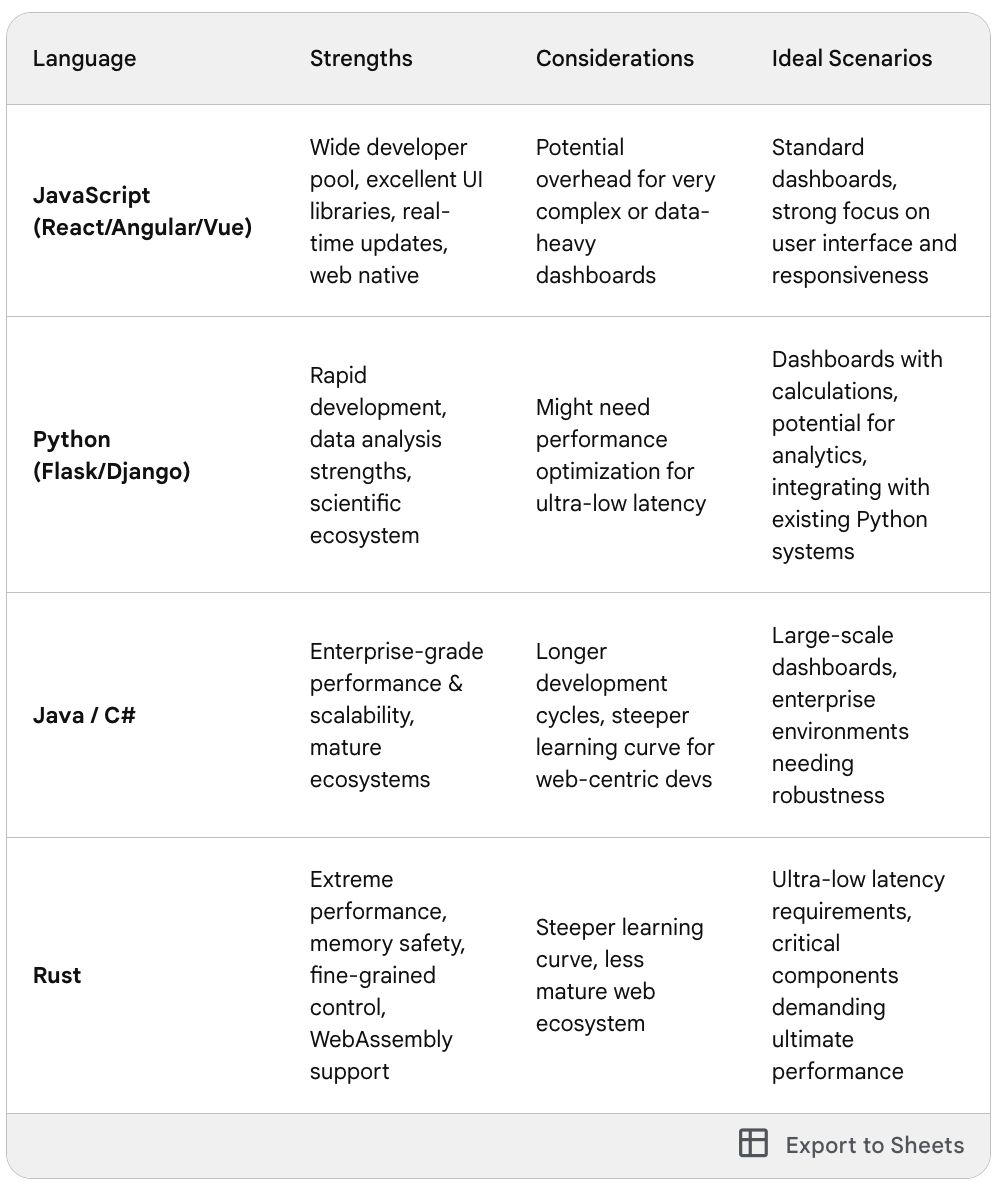 Language Strengths Considerations Ideal Scenarios
JavaScript
(React/Angular/Vue)
Wide developer
pool, excellent UI
libraries, real-
time updates,
web native
Potential
overhead for very
complex or data-
heavy
dashboards
Standard
dashboards,
strong focus on
user interface and
responsiveness
Python
(Flask/Django)
Rapid
development,
data analysis
strengths,
scientific
ecosystem
Might need
performance
optimization for
ultra-low latency
Dashboards with
calculations,
potential for
analytics,
integrating with
existing Python
systems
Java / C#
Enterprise-grade
performance &
scalability,
mature
ecosystems
Longer
development
cycles, steeper
learning curve for
web-centric devs
Large-scale
dashboards,
enterprise
environments
needing
robustness
Rust
Extreme
performance,
memory safety,
fine-grained
control,
WebAssembly
support
Steeper learning
curve, less
mature web
ecosystem
Ultra-low latency
requirements,
critical
components
demanding
ultimate
performance
Export to Sheets